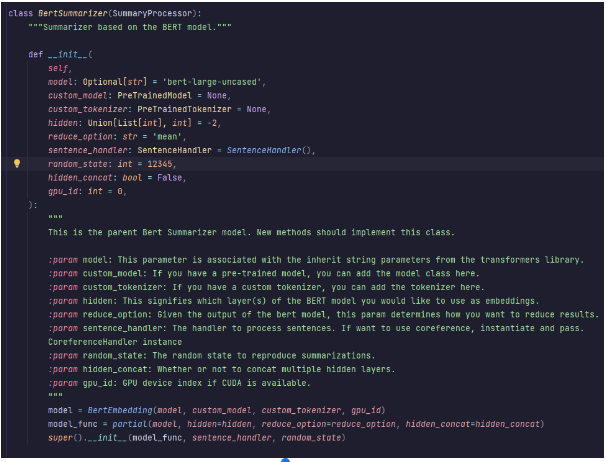 class BertSummarizer(SummaryProcessor):
"""Summarizer based on the BERT model."""
def __init__(
self,
model: Optional[str] = 'bert-large-uncased',
custom_model: PreTrainedModel = None,
custom_tokenizer: PreTrainedTokenizer = None,
hidden: Union[List[int], int] = -2,
reduce_option: str = 'mean',
sentence_handler: SentenceHandler = SentenceHandler(),
random_state: int = 12345,
hidden_concat: bool = False,
gpu_id: int = 0,
):
"""
This is the parent Bert Summarizer model. New methods should implement this class.
:param model: This parameter is associated with the inherit string parameters from the transformers library.
:param custom_model: If you have a pre-trained model, you can add the model class here.
:param custom_tokenizer: If you have a custom tokenizer, you can add the tokenizer here.
:param hidden: This signifies which layer(s) of the BERT model you would like to use as embeddings.
:param reduce_option: Given the output of the bert model, this param determines how you want to reduce results.
:param sentence_handler: The handler to process sentences. If want to use coreference, instantiate and pass.
CoreferenceHandler instance
:param random_state: The random state to reproduce summarizations.
:param hidden_concat: Whether or not to concat multiple hidden layers.
:param gpu_id: GPU device index if CUDA is available.
"""
model = BertEmbedding(model, custom_model, custom_tokenizer, gpu_id)
model_func = partial(model, hidden=hidden, reduce_option=reduce_option, hidden_concat=hidden_concat)
super().__init__(model_func, sentence_handler, random_state)